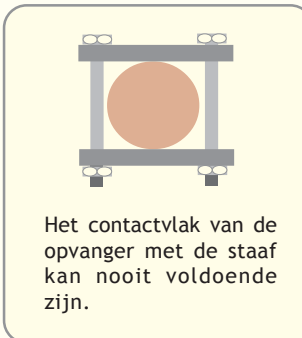 Het contactvlak van de
opvanger met de staaf
kan nooit voldoende
zijn.